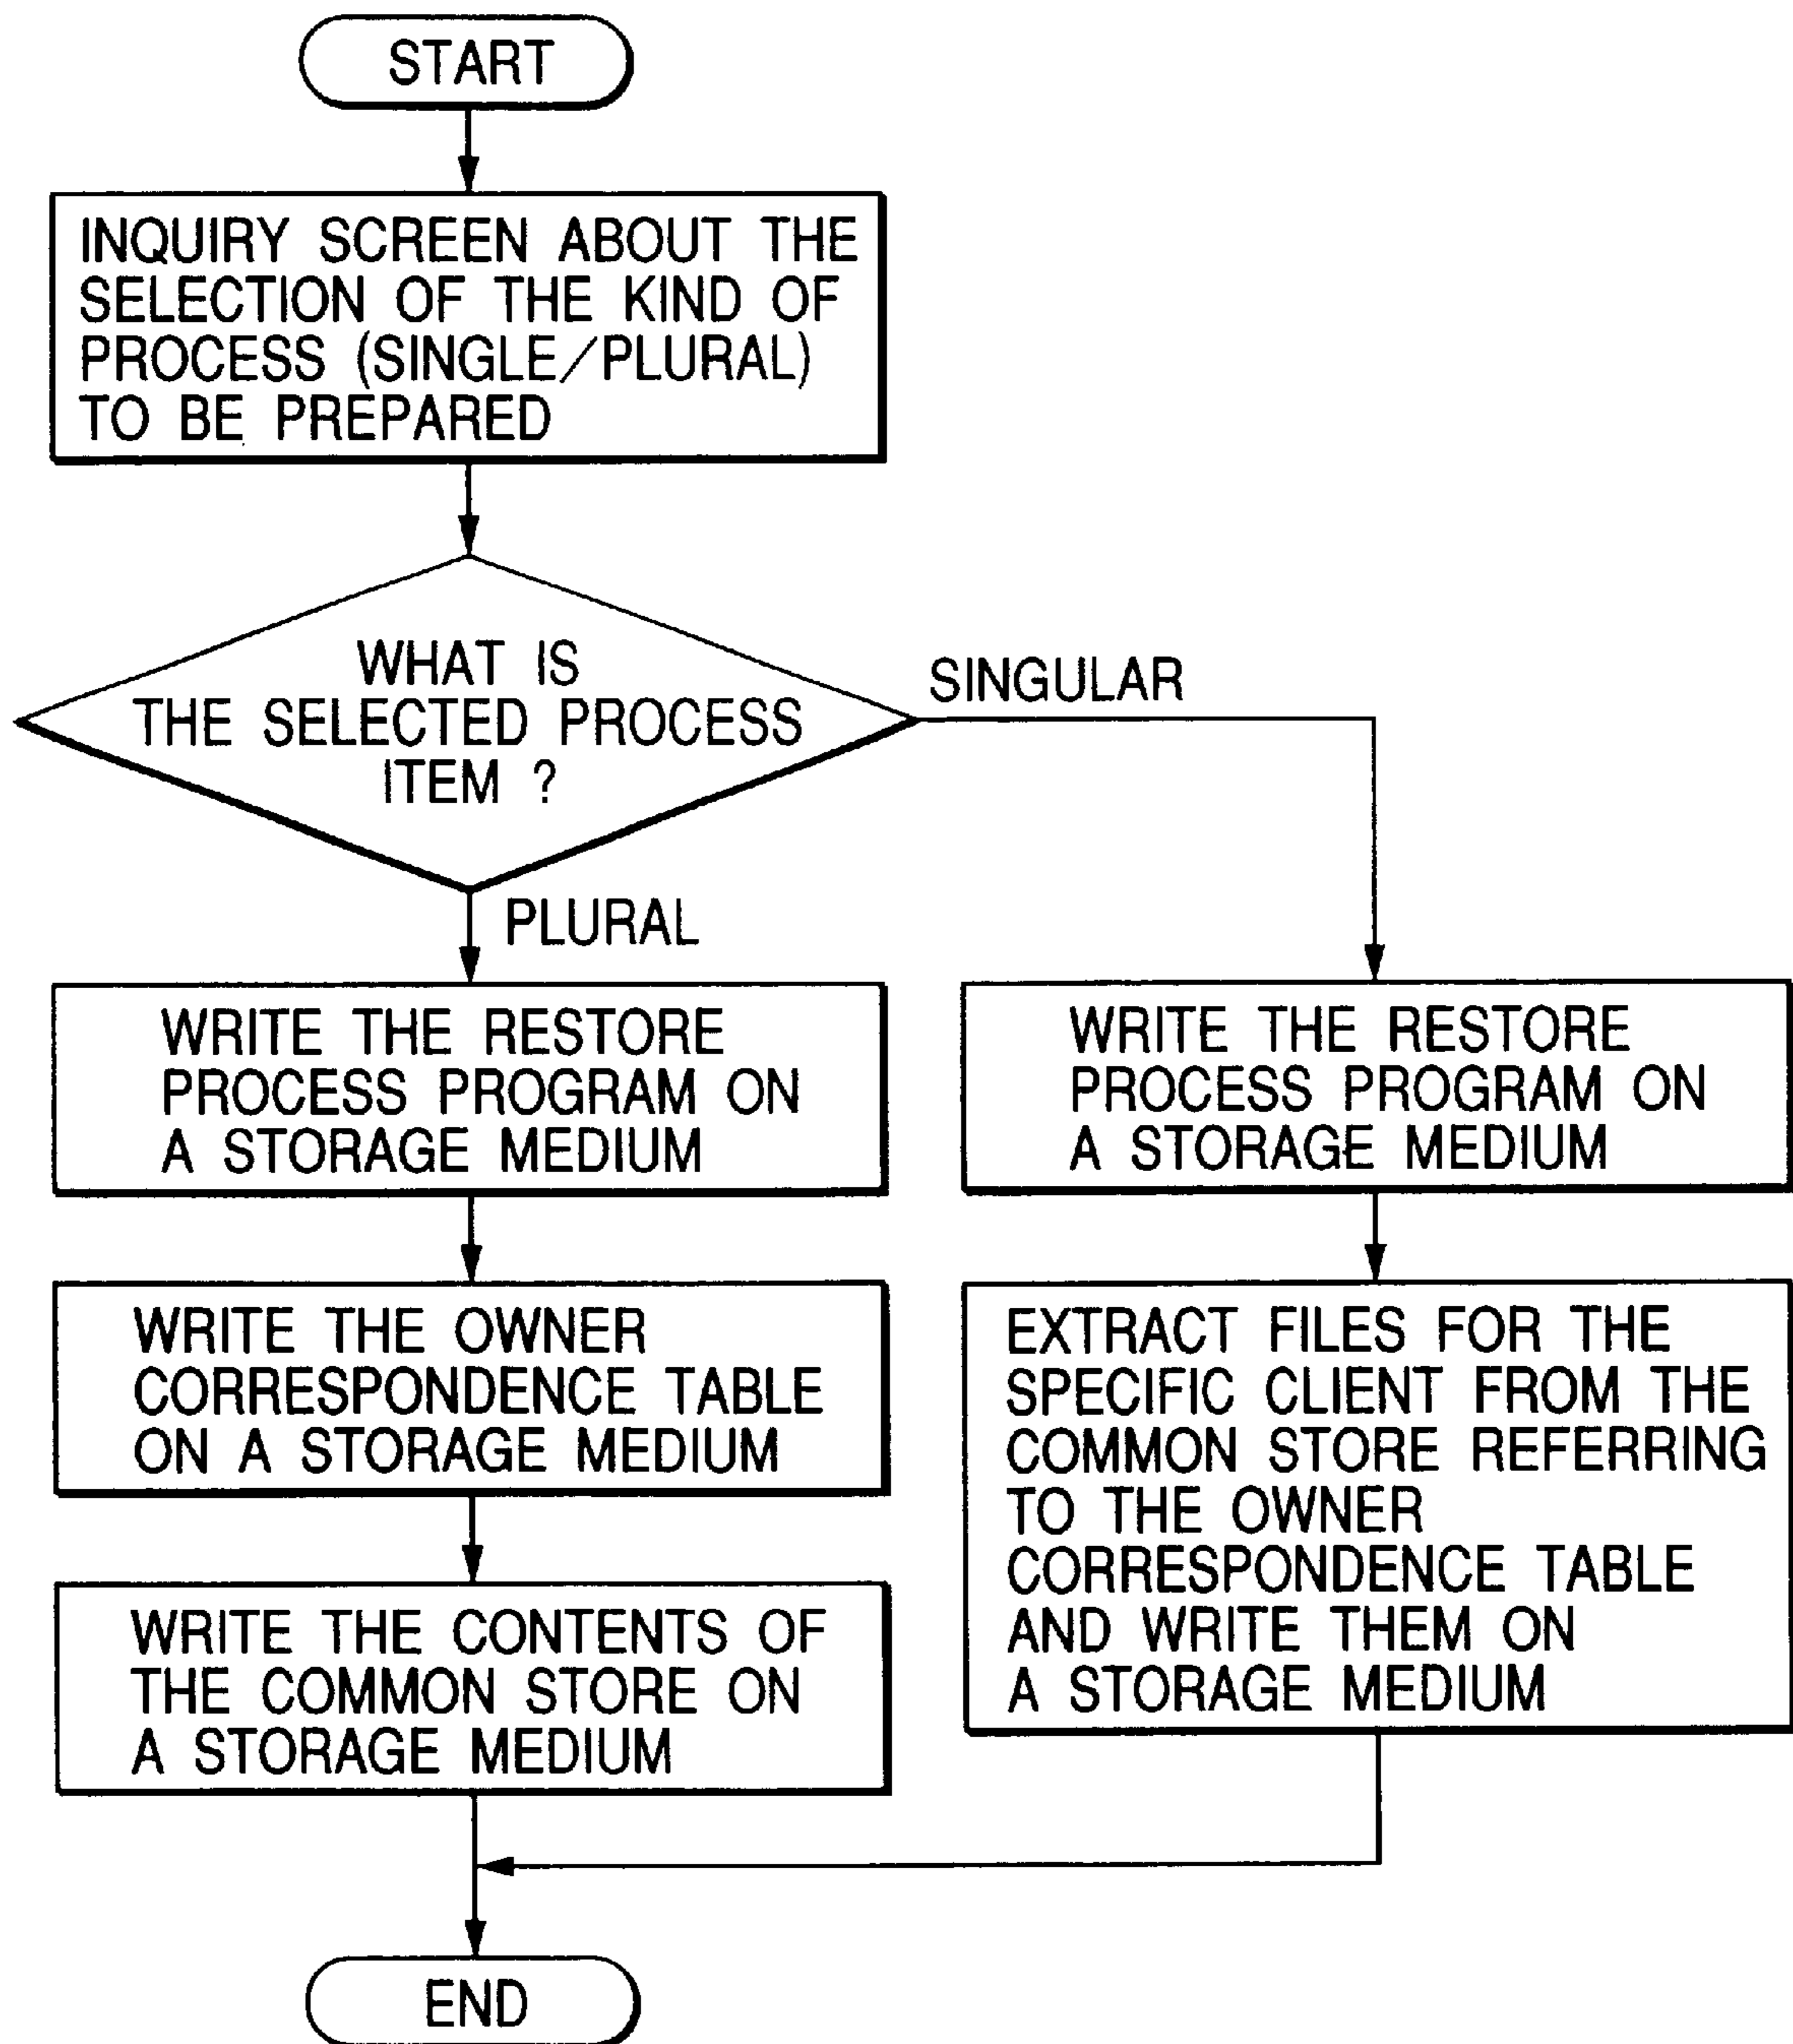 START
INQUIRY SCREEN ABOUT THE
SELECTION OF THE KIND OF
PROCESS (SINGLE/PLURAL)
TO BE PREPARED
WHAT IS
THE SELECTED PROCESS
ITEM ?
SINGULAR
PLURAL
WRITE THE RESTORE
PROCESS PROGRAM ON
A STORAGE MEDIUM
WRITE THE OWNER
CORRESPONDENCE TABLE
ON A STORAGE MEDIUM
WRITE THE CONTENTS OF
THE COMMON STORE ON
A STORAGE MEDIUM
WRITE THE RESTORE
PROCESS PROGRAM ON
A STORAGE MEDIUM
EXTRACT FILES FOR THE
SPECIFIC CLIENT FROM THE
COMMON STORE REFERRING
TO THE OWNER
CORRESPONDENCE TABLE
AND WRITE THEM ON
A STORAGE MEDIUM
END